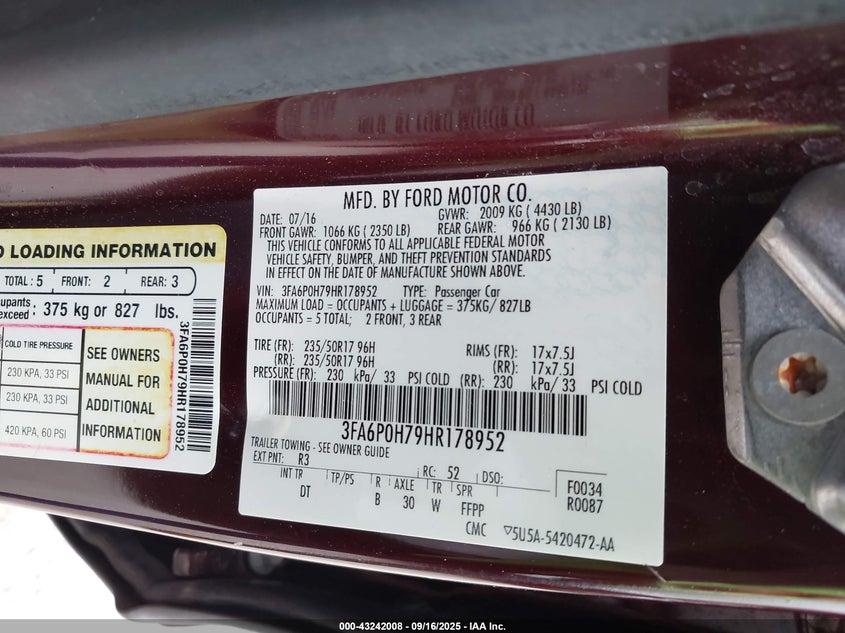 MFD. BY FORD MOTOR CO.
DATE: 07/16 GVWR: 2009 KG ( 4430 LB)
FRONT GAWR: 1066 KG ( 2350 LB) REAR GAWR: 966 KG ( 2130 LB)
THIS VEHICLE CONFORMS TO ALL APPLICABLE FEDERAL MOTOR
VEHICLE SAFETY, BUMPER, AND THEFT PREVENTION STANDARDS
IN EFFECT ON THE DATE OF MANUFACTURE SHOWN ABOVE.
VIN: 3FA6P0H79HR178952 TYPE: Passenger Car
MAXIMUM LOAD = OCCUPANTS + LUGGAGE = 375KG/ 827LB
OCCUPANTS = 5 TOTAL; 2 FRONT, 3 REAR
TIRE (FR): 235/50R17 96H RIMS (FR): 17x7.5J
(RR): 235/50R17 96H (RR): 17x7.5J
PRESSURE (FR): 230 kPa/ 33 PSI COLD (RR): 230 kPa/ 33 PSI COLD
3FA6P0H79HR178952
TRAILER TOWING - SEE OWNER GUIDE
EXT PNT: R3 RC: 52 DSO:
INT TR TP/PS R AXLE TR SPR F0034
DT B 30 W FFPP R0087
CMC ▽5U5A-5420472-AA
LOADING INFORMATION
TOTAL: 5 FRONT: 2 REAR: 3
exceed: 375 kg or 827 lbs.
COLD TIRE PRESSURE
230 KPA, 33 PSI
230 KPA, 33 PSI
420 KPA, 60 PSI
SEE OWNERS
MANUAL FOR
ADDITIONAL
INFORMATION
3FA6P0H79HR178952
000-43242008 - 09/16/2025 - IAA Inc.